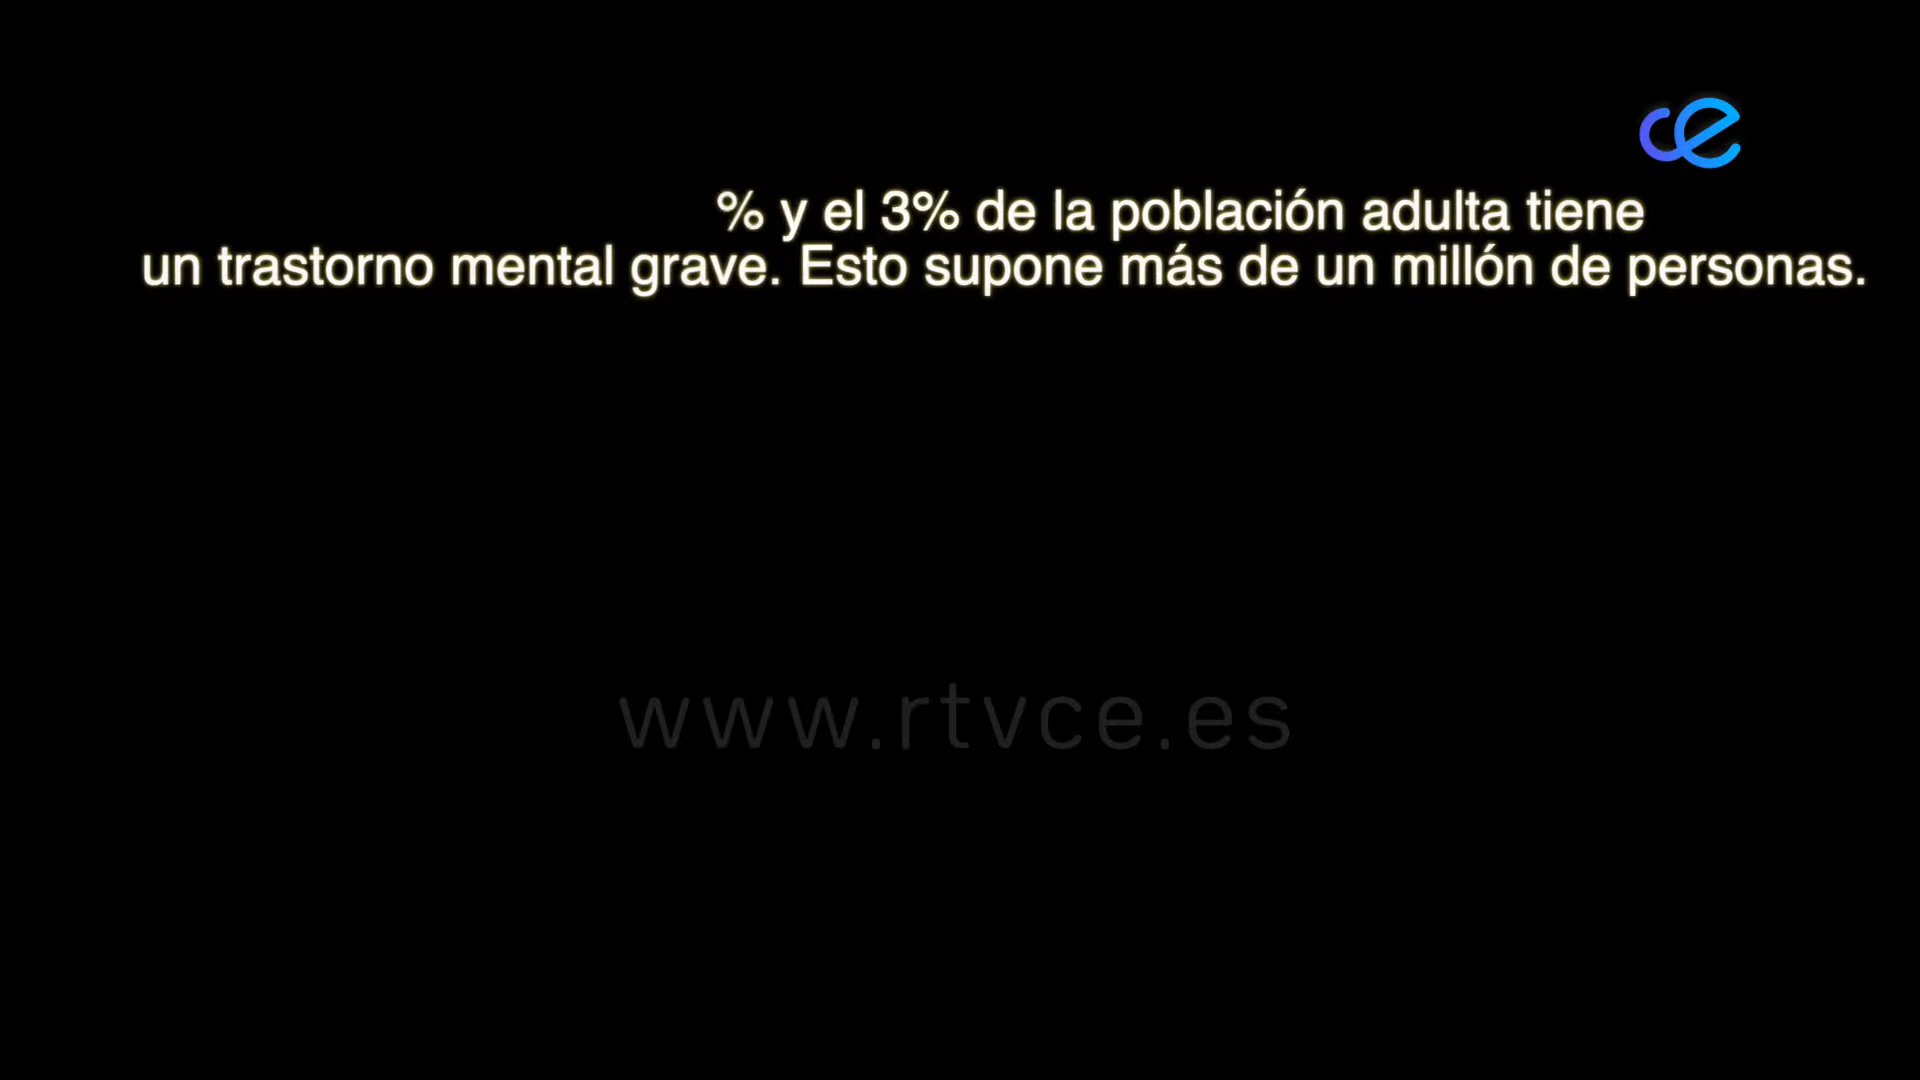 ce
% y el 3% de la población adulta tiene
un trastorno mental grave. Esto supone más de un millón de personas.
www.rtvce.es